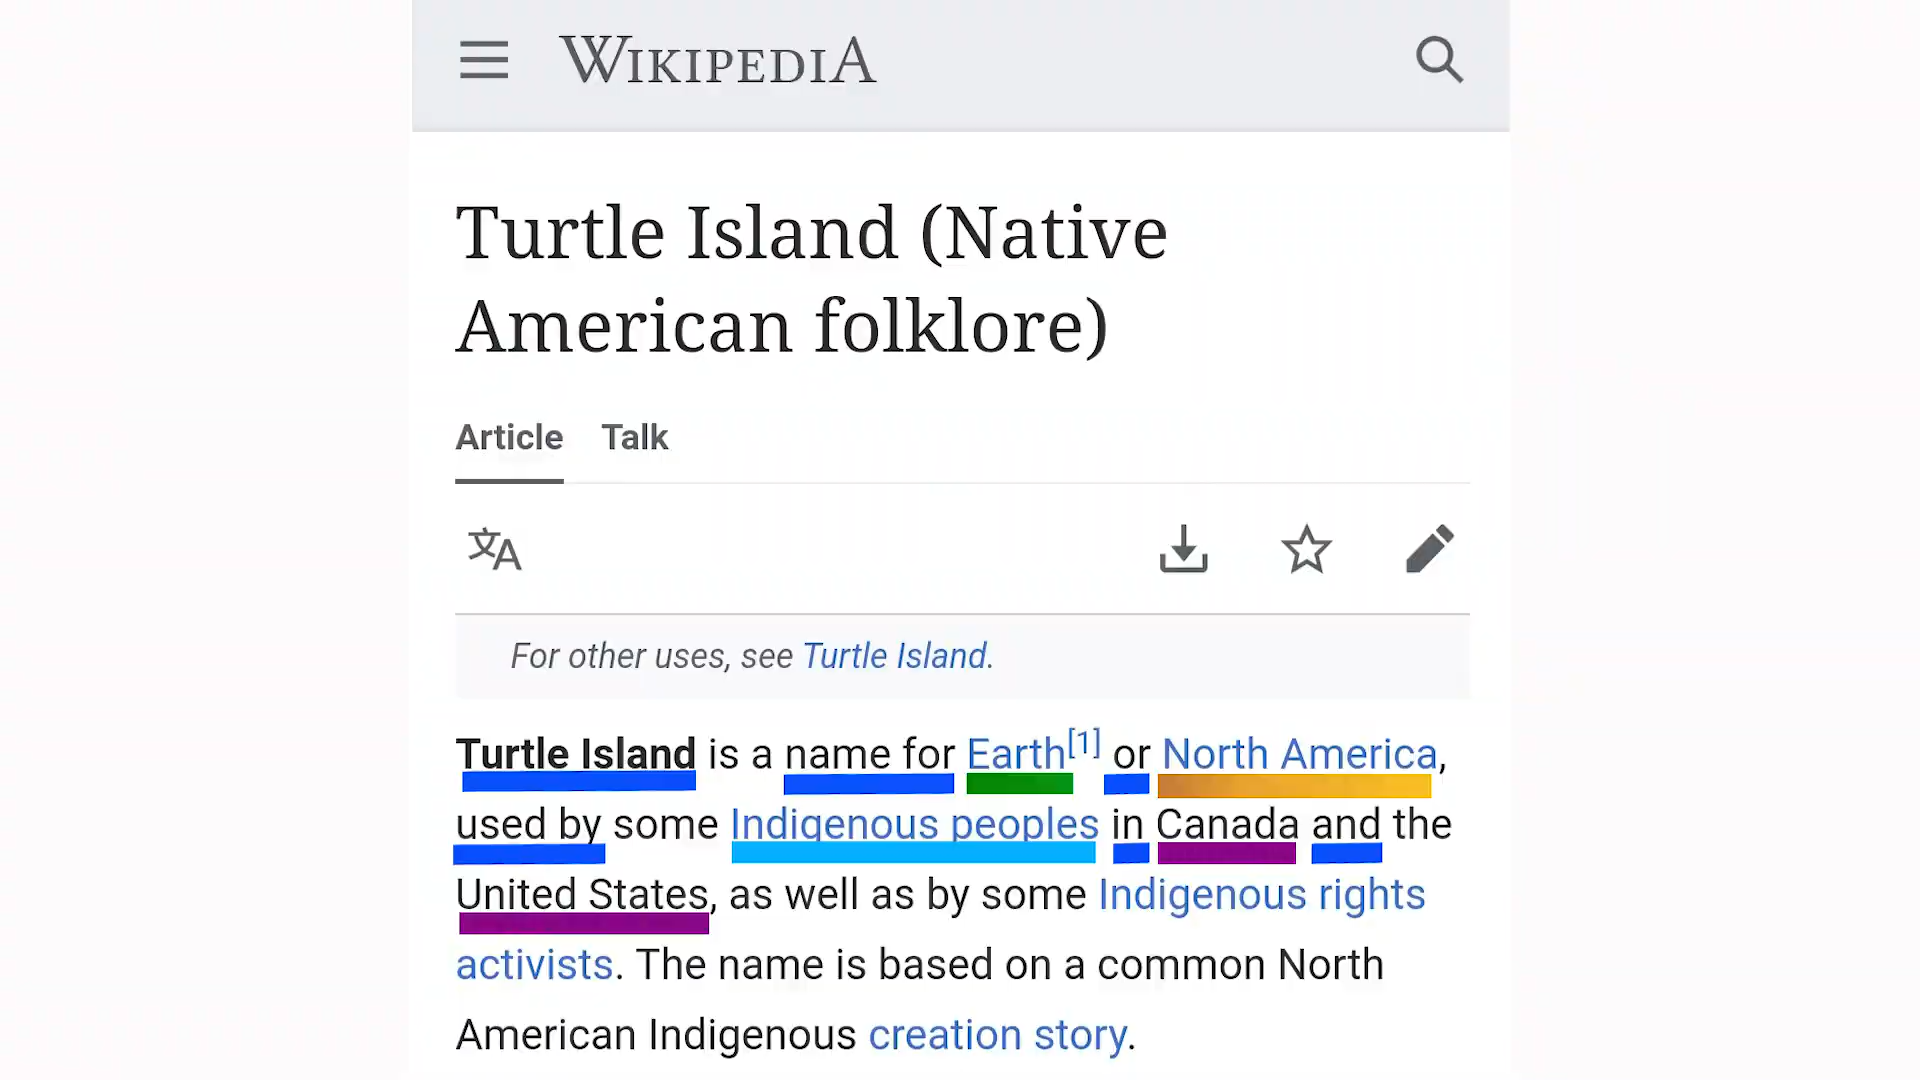 WIKIPEDIA
Turtle Island (Native
American folklore)
Article Talk
文A
For other uses, see Turtle Island.
Turtle Island is a name for Earth[1] or North America,
used by some Indigenous peoples in Canada and the
United States, as well as by some Indigenous rights
activists. The name is based on a common North
American Indigenous creation story.